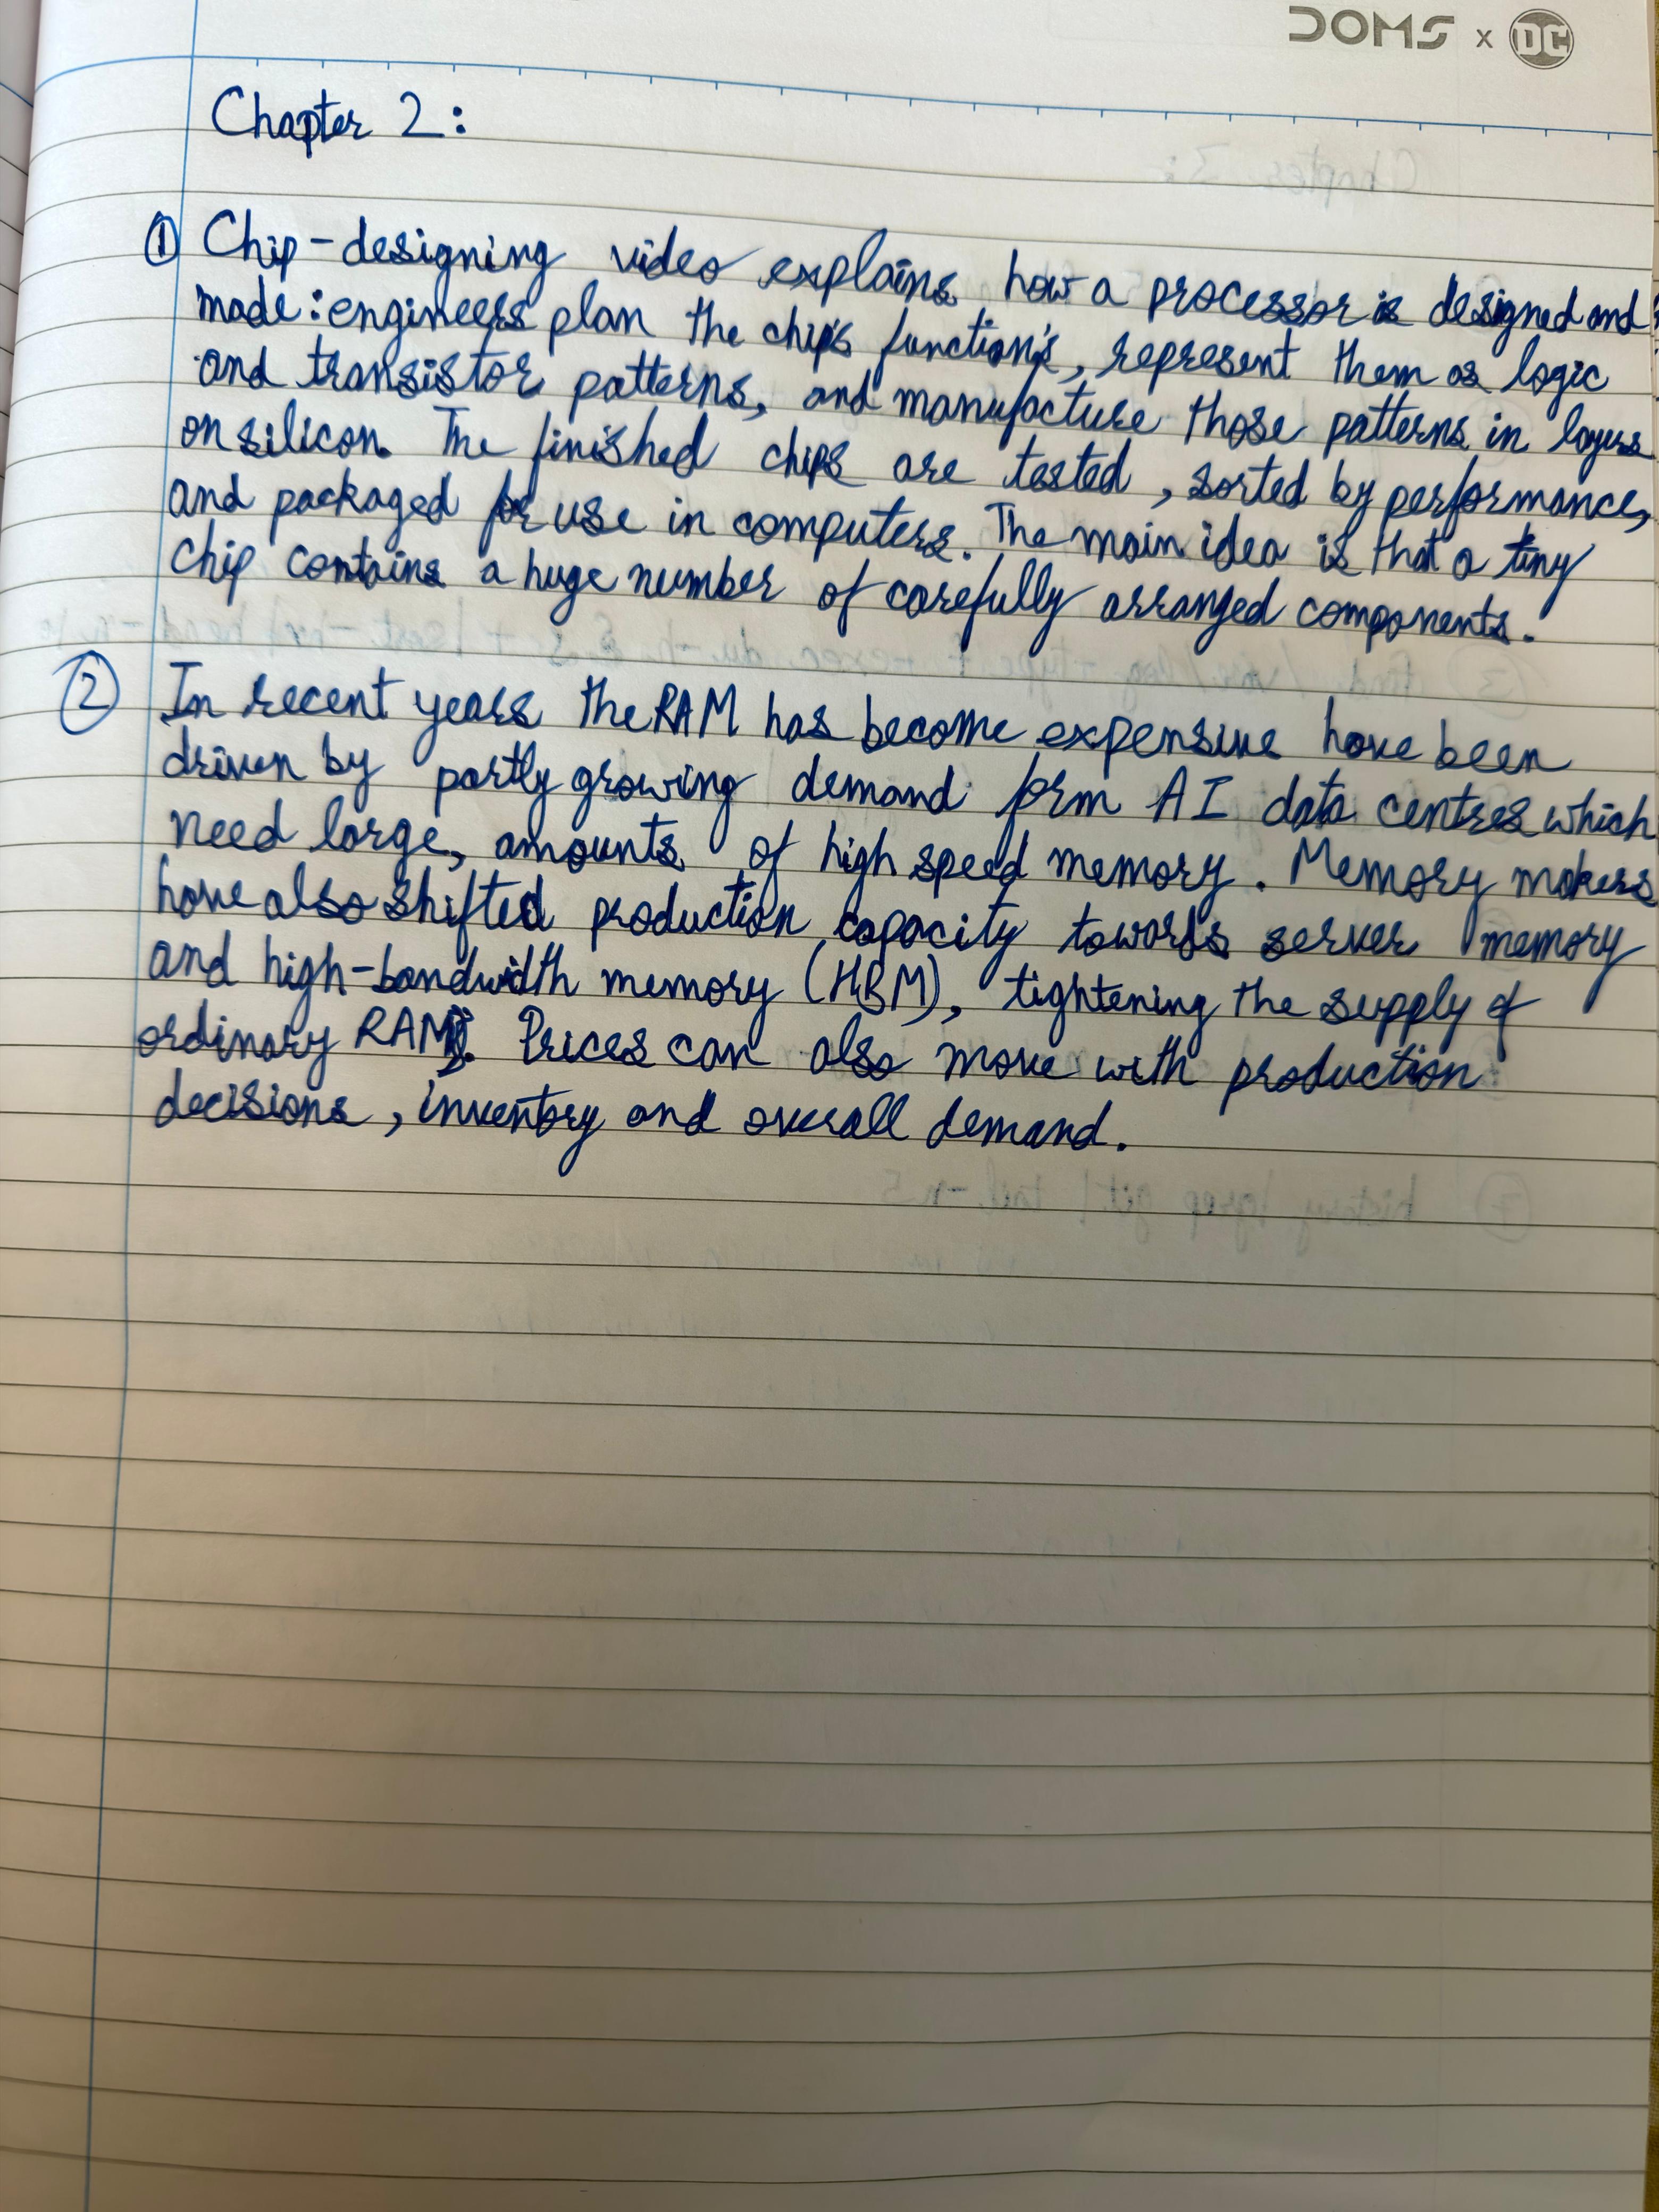 DOMS x DC
Chapter 2:
① Chip-designing video explains how a processor is designed and
made: engineers plan the chip's function's, represent them as logic
and transistor patterns, and manufacture those patterns in layers
on silicon. The finished chips are tested, sorted by performance,
and packaged for use in computers. The main idea is that a tiny
chip contains a huge number of carefully arranged components.
② In recent years the RAM has become expensive have been
driven by partly growing demand form AI data centres which
need large, amounts of high speed memory. Memory makers
have also shifted production capacity towards server memory
and high-bandwidth memory (HBM), tightening the supply of
ordinary RAM. Prices can also move with production
decisions, inventory and overall demand.